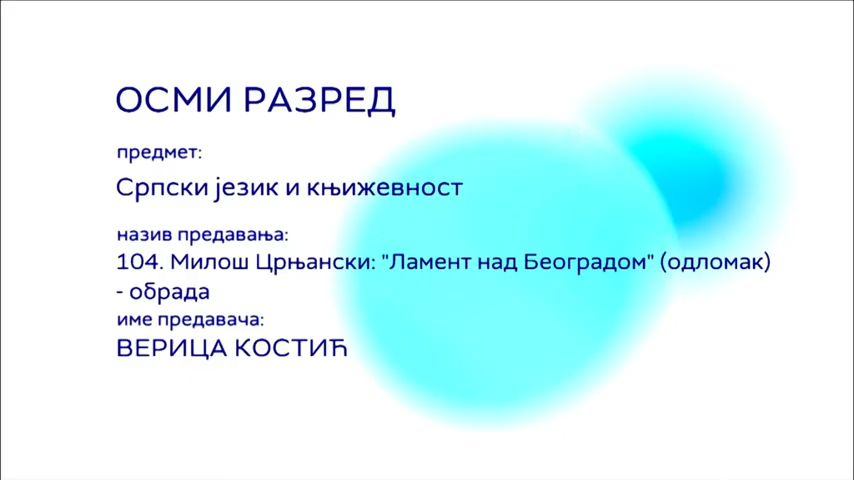 ОСМИ РАЗРЕД
предмет:
Српски језик и књижевност
назив предавања:
104. Милош Црњански: "Ламент над Београдом" (одломак)
- обрада
име предавача:
ВЕРИЦА КОСТИЋ